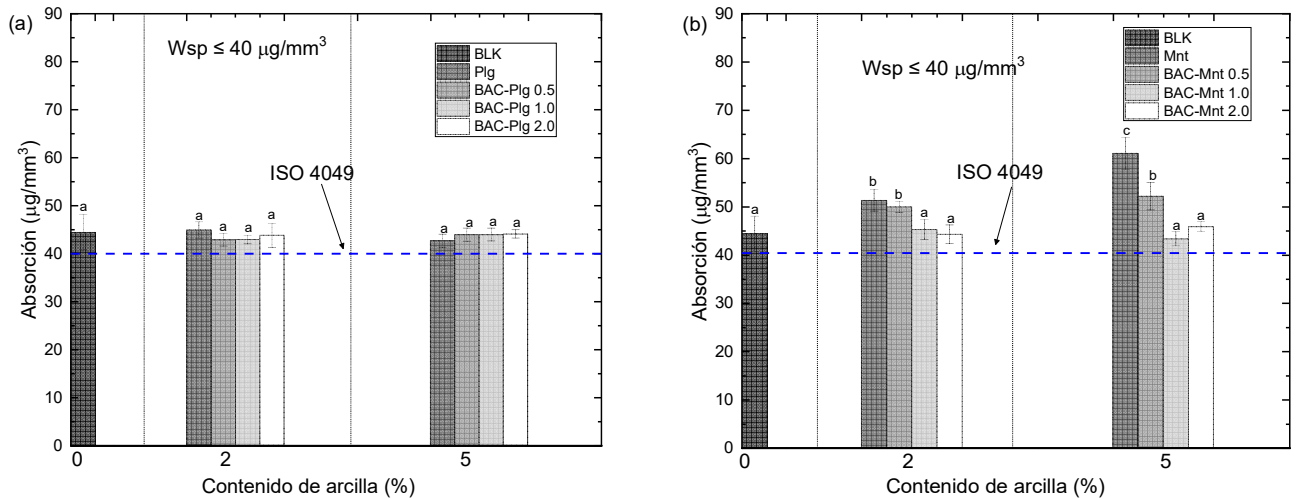 (a)
Wsp ≤ 40 μg/mm³
BLK
Plg
BAC-Plg 0.5
BAC-Plg 1.0
BAC-Plg 2.0
ISO 4049
a
a
a
a
a
a
a
a
a
90
80
70
60
50
40
30
20
10
0
Absorción (μg/mm³)
0 2 5
Contenido de arcilla (%)
(b)
Wsp ≤ 40 μg/mm³
BLK
Mnt
BAC-Mnt 0.5
BAC-Mnt 1.0
BAC-Mnt 2.0
ISO 4049
a
b
b
a
a
c
b
a
a
90
80
70
60
50
40
30
20
10
0
Absorción (μg/mm³)
0 2 5
Contenido de arcilla (%)